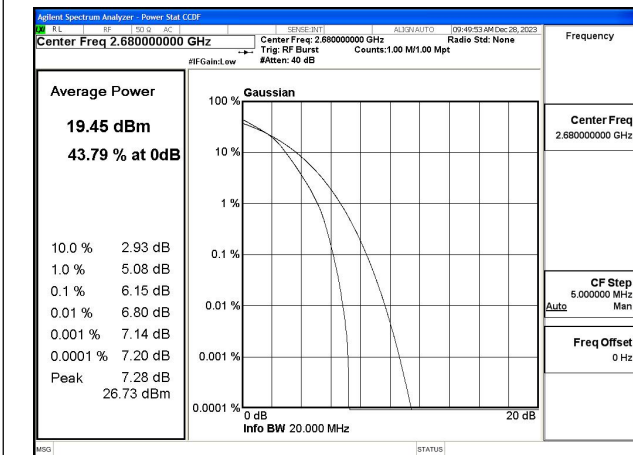 Agilent Spectrum Analyzer - Power Stat CCDF
RL RF 50 Ω AC SENSE:INT ALIGN AUTO 09:49:53 AM Dec 28, 2023
Center Freq 2.680000000 GHz
Center Freq: 2.680000000 GHz Radio Std: None
Trig: RF Burst Counts:1.00 M/1.00 Mpt
#IFGain:Low #Atten: 40 dB
Frequency
Average Power
19.45 dBm
43.79 % at 0dB
10.0 % 2.93 dB
1.0 % 5.08 dB
0.1 % 6.15 dB
0.01 % 6.80 dB
0.001 % 7.14 dB
0.0001 % 7.20 dB
Peak 7.28 dB
26.73 dBm
Gaussian
100 %
10 %
1 %
0.1 %
0.01 %
0.001 %
0.0001 %
0 dB 20 dB
Info BW 20.000 MHz
Center Freq
2.680000000 GHz
CF Step
5.000000 MHz
Auto Man
Freq Offset
0 Hz
MSG STATUS